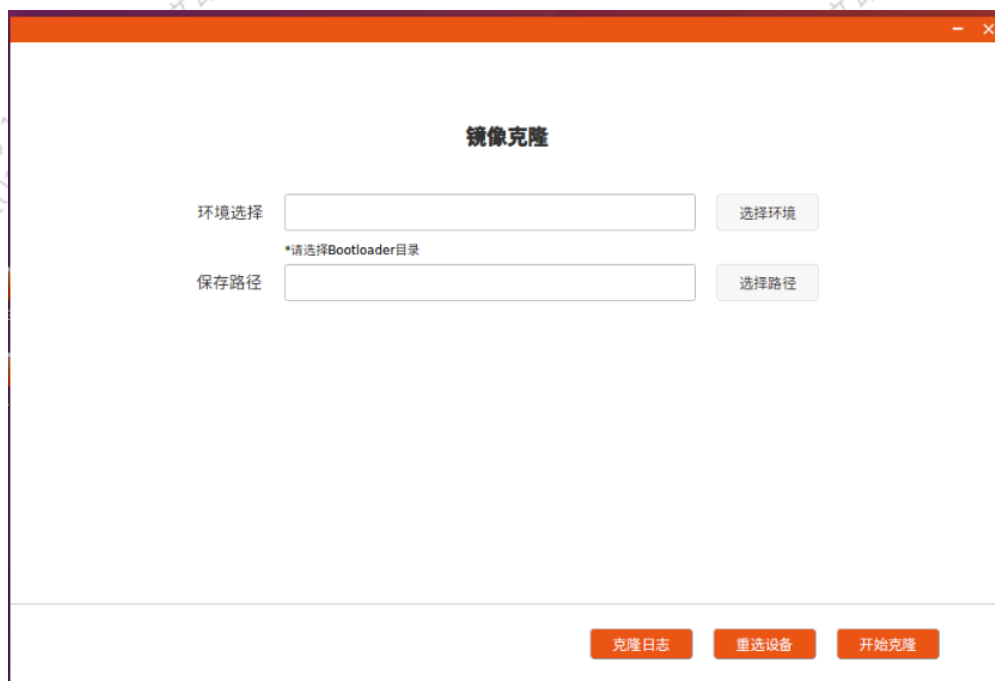 镜像克隆
环境选择 选择环境
*请选择Bootloader目录
保存路径 选择路径
克隆日志 重选设备 开始克隆